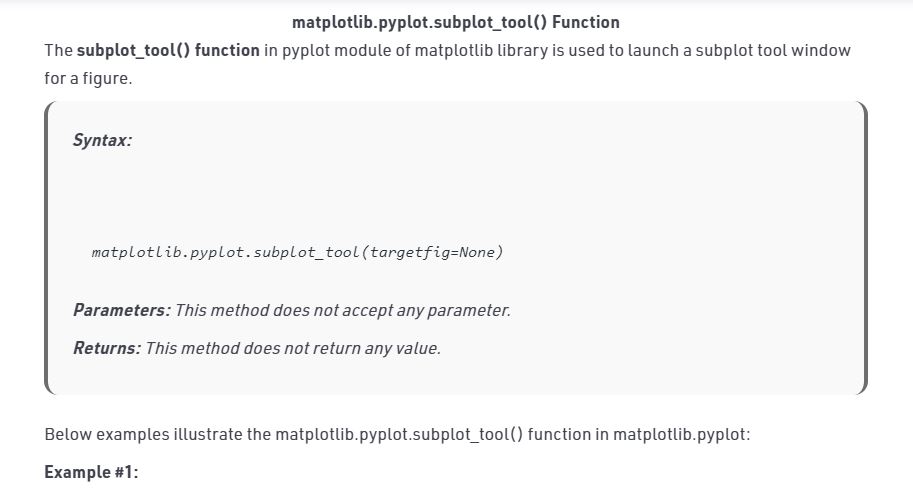 matplotlib.pyplot.subplot_tool() Function
The subplot_tool() function in pyplot module of matplotlib library is used to launch a subplot tool window
for a figure.
Syntax:
matplotlib.pyplot.subplot_tool(targetfig=None)
Parameters: This method does not accept any parameter.
Returns: This method does not return any value.
Below examples illustrate the matplotlib.pyplot.subplot_tool() function in matplotlib.pyplot:
Example #1: